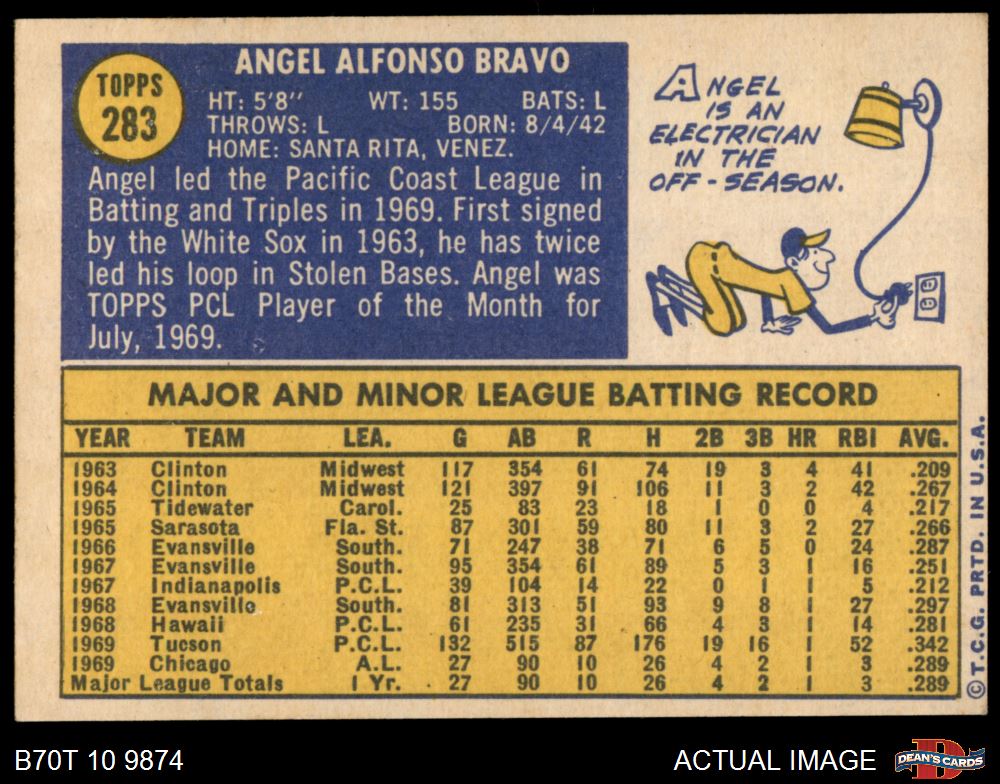 TOPPS
283
ANGEL ALFONSO BRAVO
HT: 5'8" WT: 155 BATS: L
THROWS: L BORN: 8/4/42
HOME: SANTA RITA, VENEZ.
Angel led the Pacific Coast League in
Batting and Triples in 1969. First signed
by the White Sox in 1963, he has twice
led his loop in Stolen Bases. Angel was
TOPPS PCL Player of the Month for
July, 1969.
ANGEL
IS AN
ELECTRICIAN
IN THE
OFF-SEASON.
MAJOR AND MINOR LEAGUE BATTING RECORD
YEAR TEAM LEA. G AB R H 2B 3B HR RBI AVG.
1963 Clinton Midwest 117 354 61 74 19 3 4 41 .209
1964 Clinton Midwest 121 397 91 106 11 3 2 42 .267
1965 Tidewater Carol. 25 83 23 18 1 0 0 4 .217
1965 Sarasota Fla. St. 87 301 59 80 11 3 2 27 .266
1966 Evansville South. 71 247 38 71 6 5 0 24 .287
1967 Evansville South. 95 354 61 89 5 3 1 16 .251
1967 Indianapolis P.C.L. 39 104 14 22 0 1 1 5 .212
1968 Evansville South. 81 313 51 93 9 8 1 27 .297
1968 Hawaii P.C.L. 61 235 31 66 4 3 1 14 .281
1969 Tucson P.C.L. 132 515 87 176 19 16 1 52 .342
1969 Chicago A.L. 27 90 10 26 4 2 1 3 .289
Major League Totals 1 Yr. 27 90 10 26 4 2 1 3 .289
© T.C.G. PRTD. IN U.S.A.
B70T 10 9874 ACTUAL IMAGE
DEAN'S CARDS